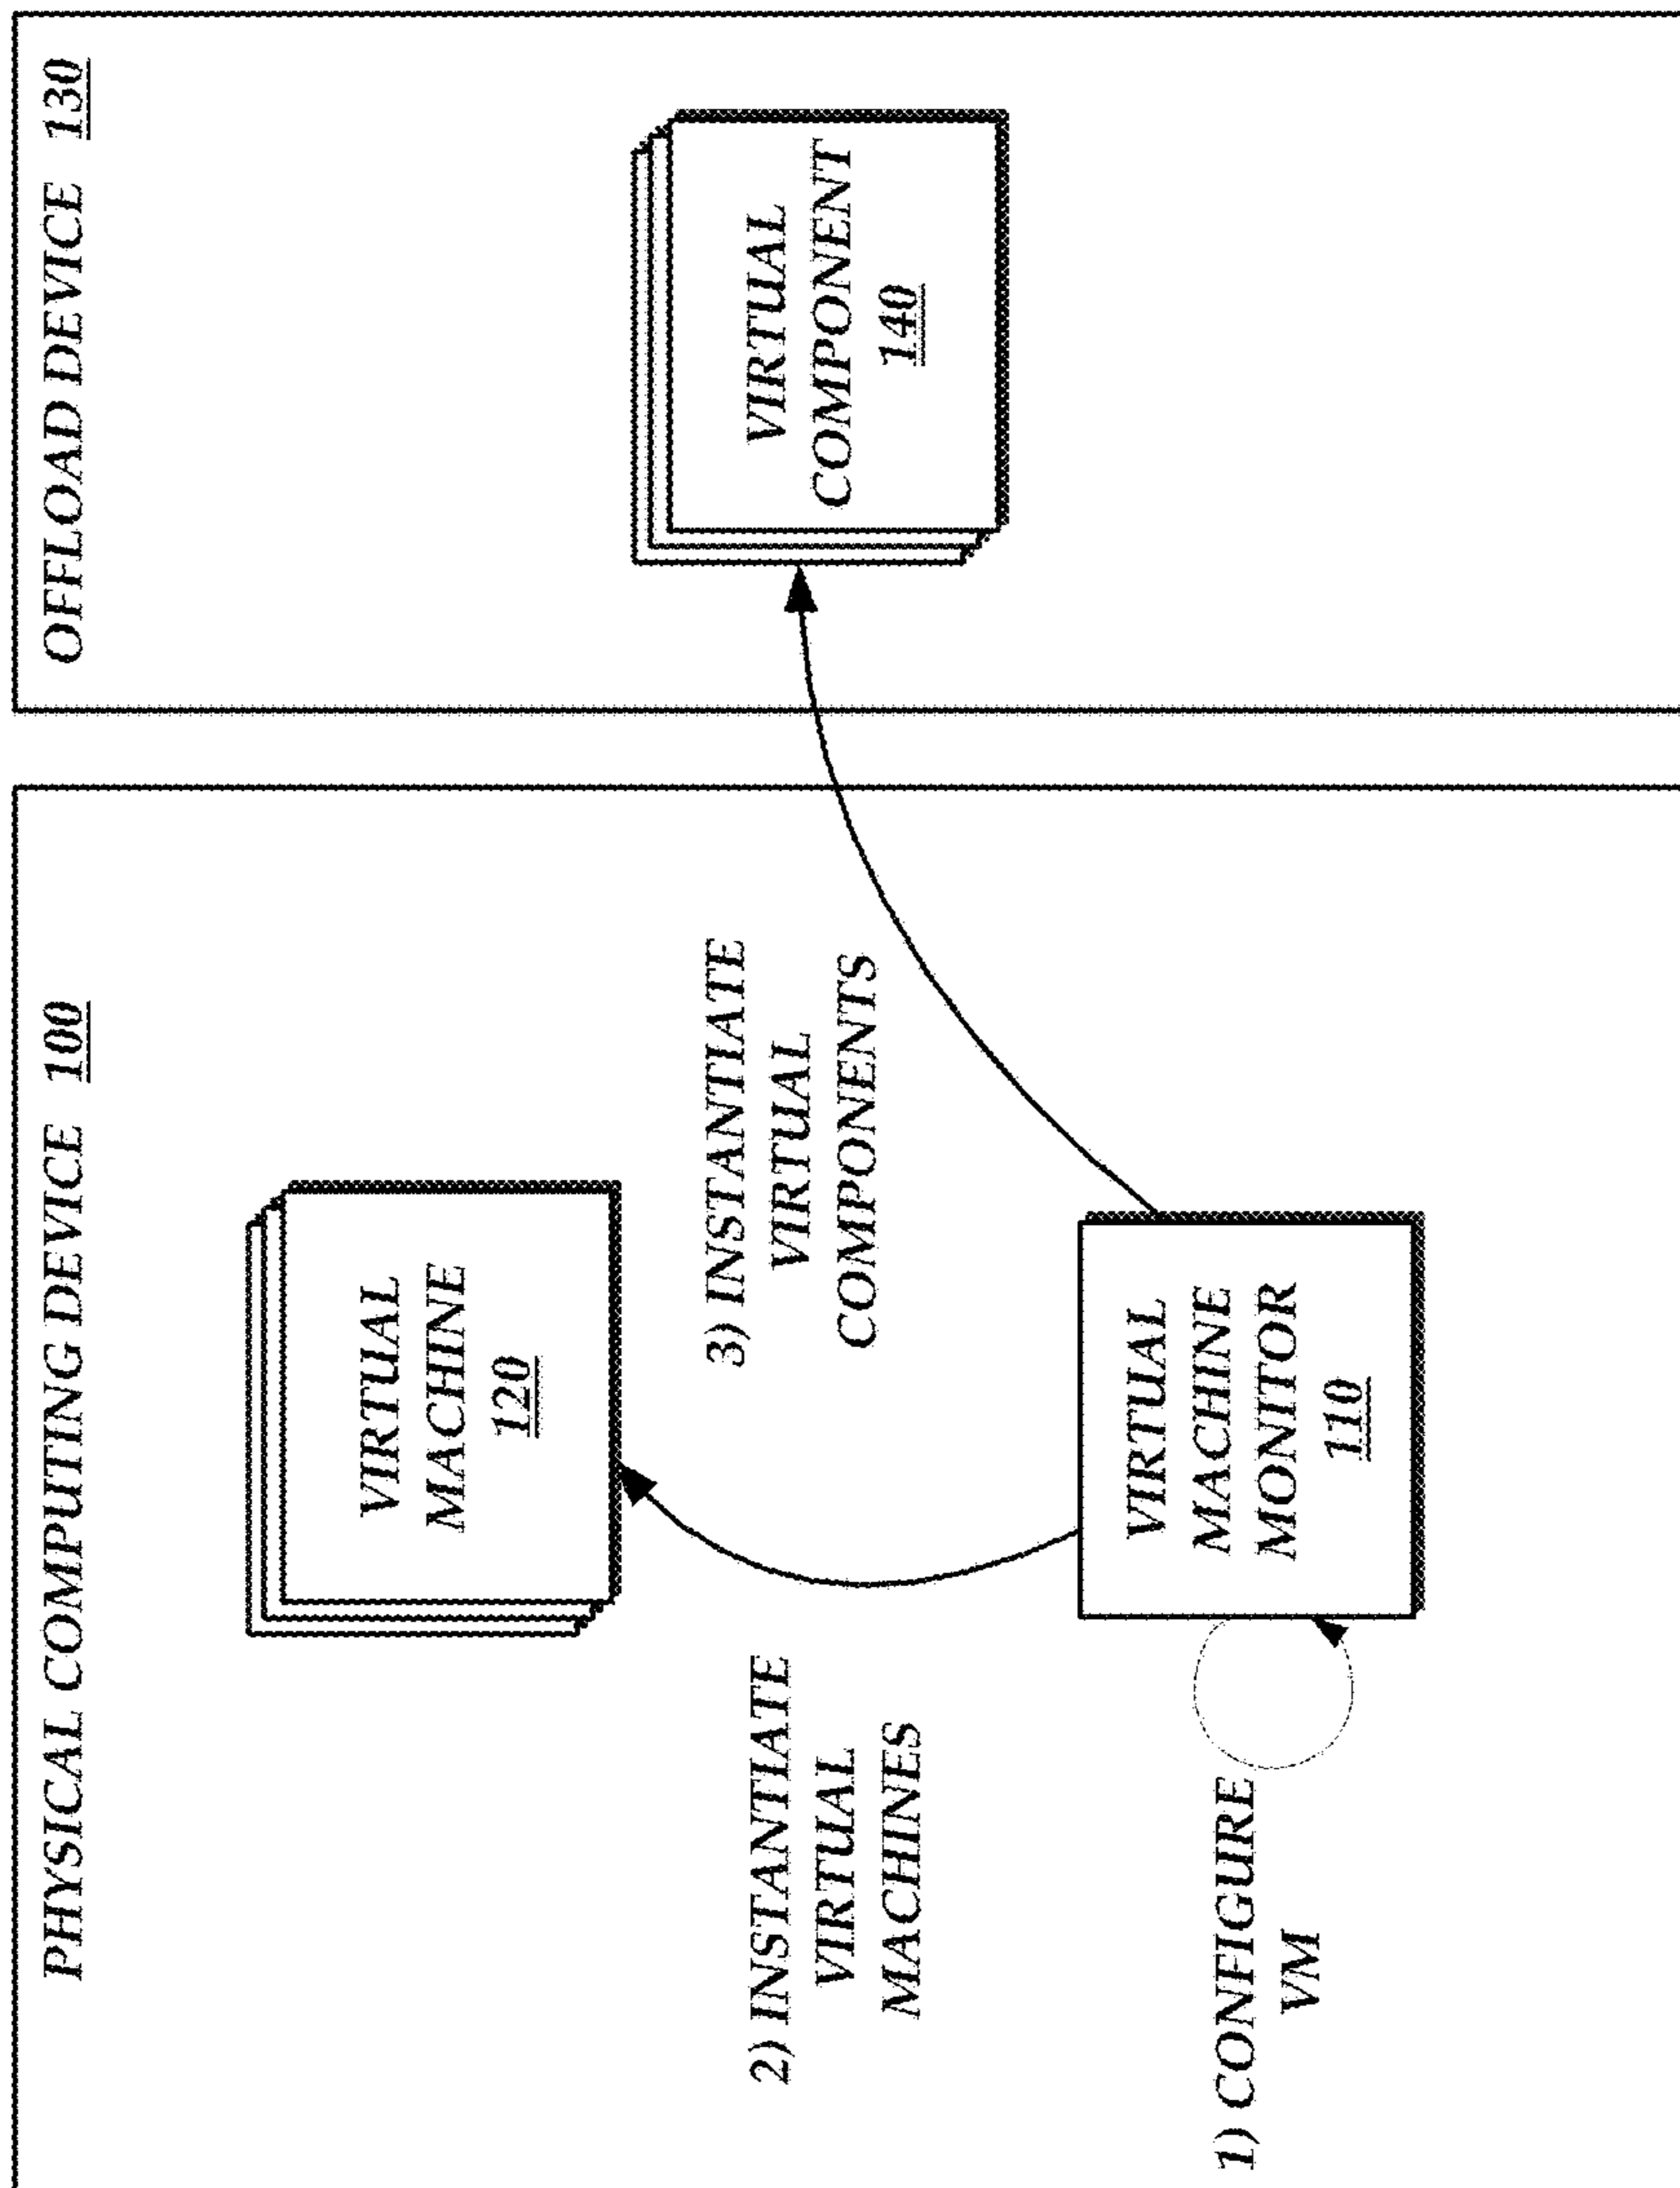 PHYSICAL COMPUTING DEVICE 100
OFFLOAD DEVICE 130
VIRTUAL
MACHINE
120
VIRTUAL
COMPONENT
140
2) INSTANTIATE
VIRTUAL
MACHINES
3) INSTANTIATE
VIRTUAL
COMPONENTS
1) CONFIGURE
VM
VIRTUAL
MACHINE
MONITOR
110